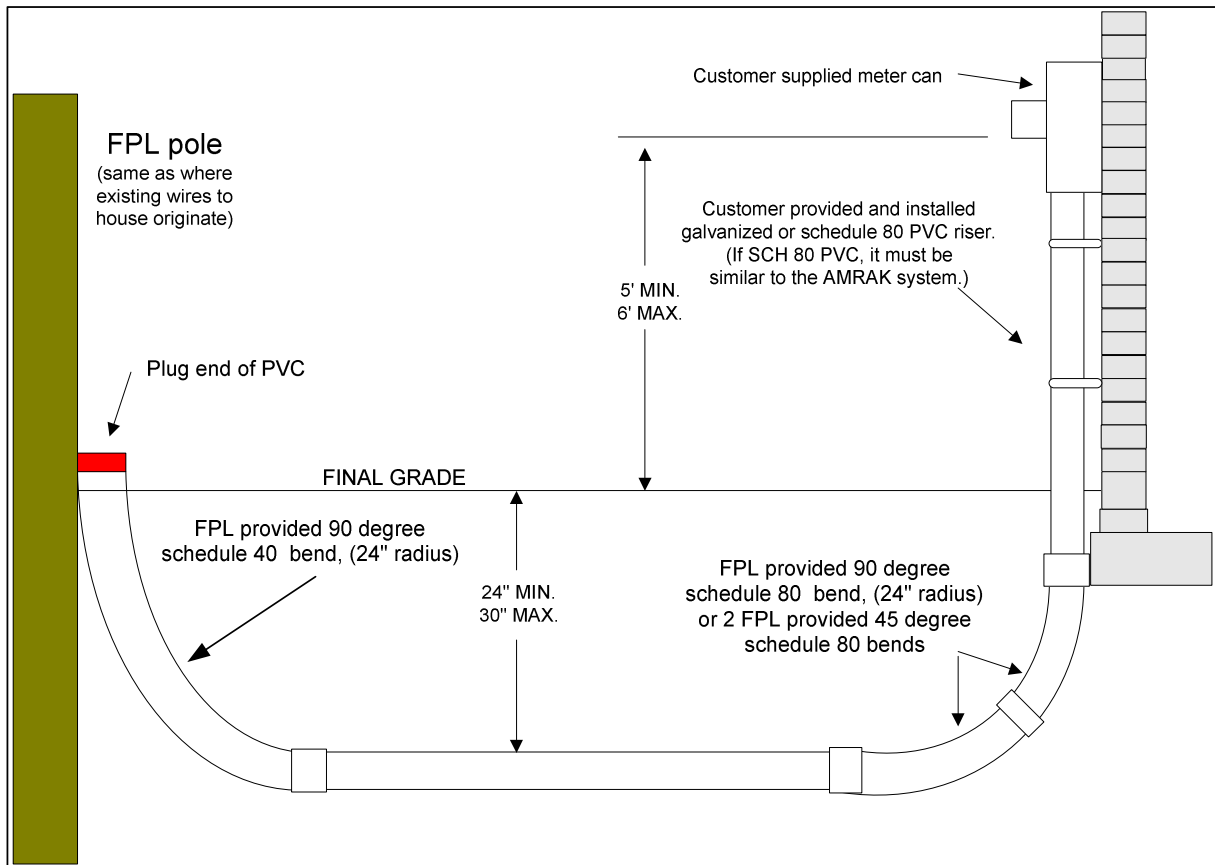 Customer supplied meter can
FPL pole
(same as where
existing wires to
house originate)
Customer provided and installed
galvanized or schedule 80 PVC riser.
(If SCH 80 PVC, it must be
similar to the AMRAK system.)
5' MIN.
6' MAX.
Plug end of PVC
FINAL GRADE
FPL provided 90 degree
schedule 40 bend, (24" radius)
24" MIN.
30" MAX.
FPL provided 90 degree
schedule 80 bend, (24" radius)
or 2 FPL provided 45 degree
schedule 80 bends